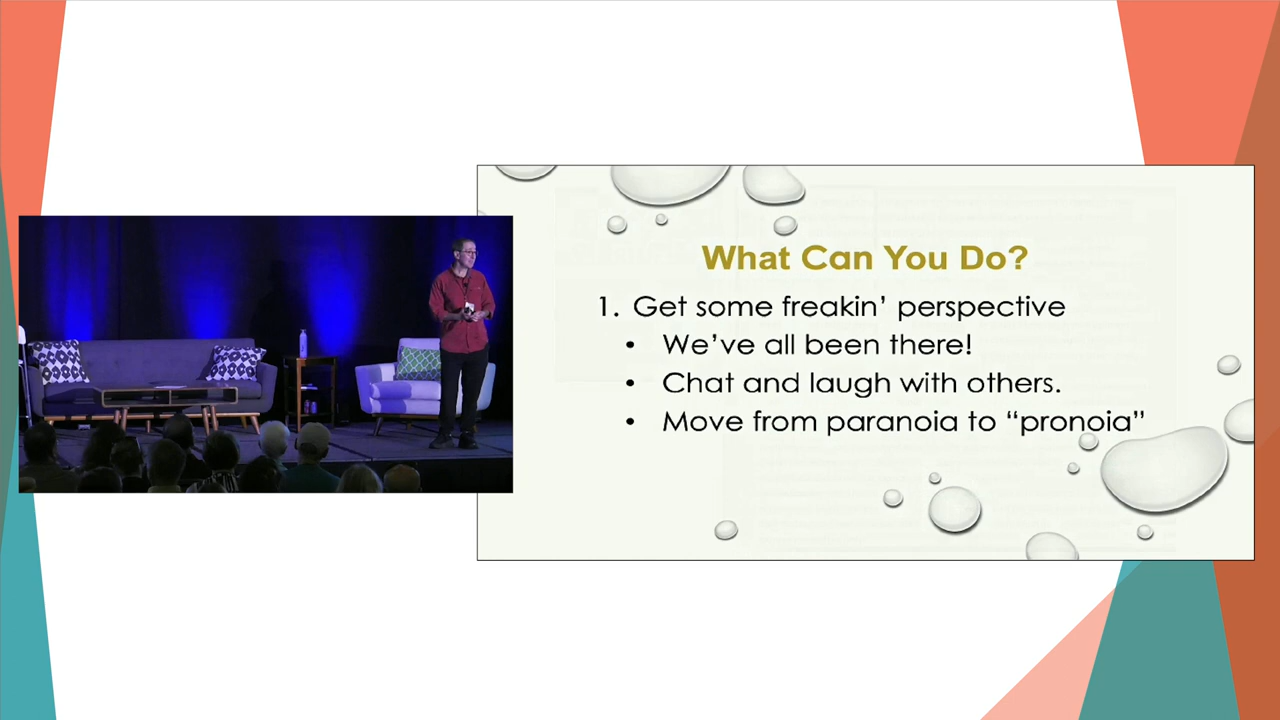 What Can You Do?
1. Get some freakin’ perspective
• We’ve all been there!
• Chat and laugh with others.
• Move from paranoia to “pronoia”